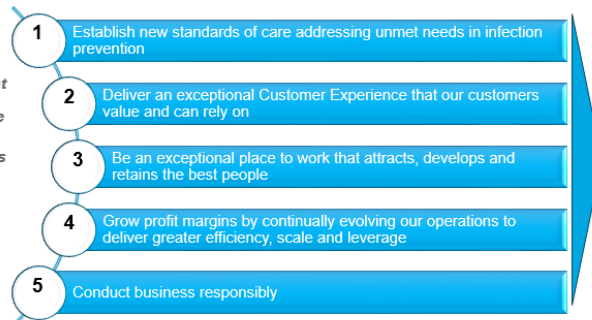 1
Establish new standards of care addressing unmet needs in infection
prevention
2
Deliver an exceptional Customer Experience that our customers
value and can rely on
3
Be an exceptional place to work that attracts, develops and
retains the best people
4
Grow profit margins by continually evolving our operations to
deliver greater efficiency, scale and leverage
5
Conduct business responsibly